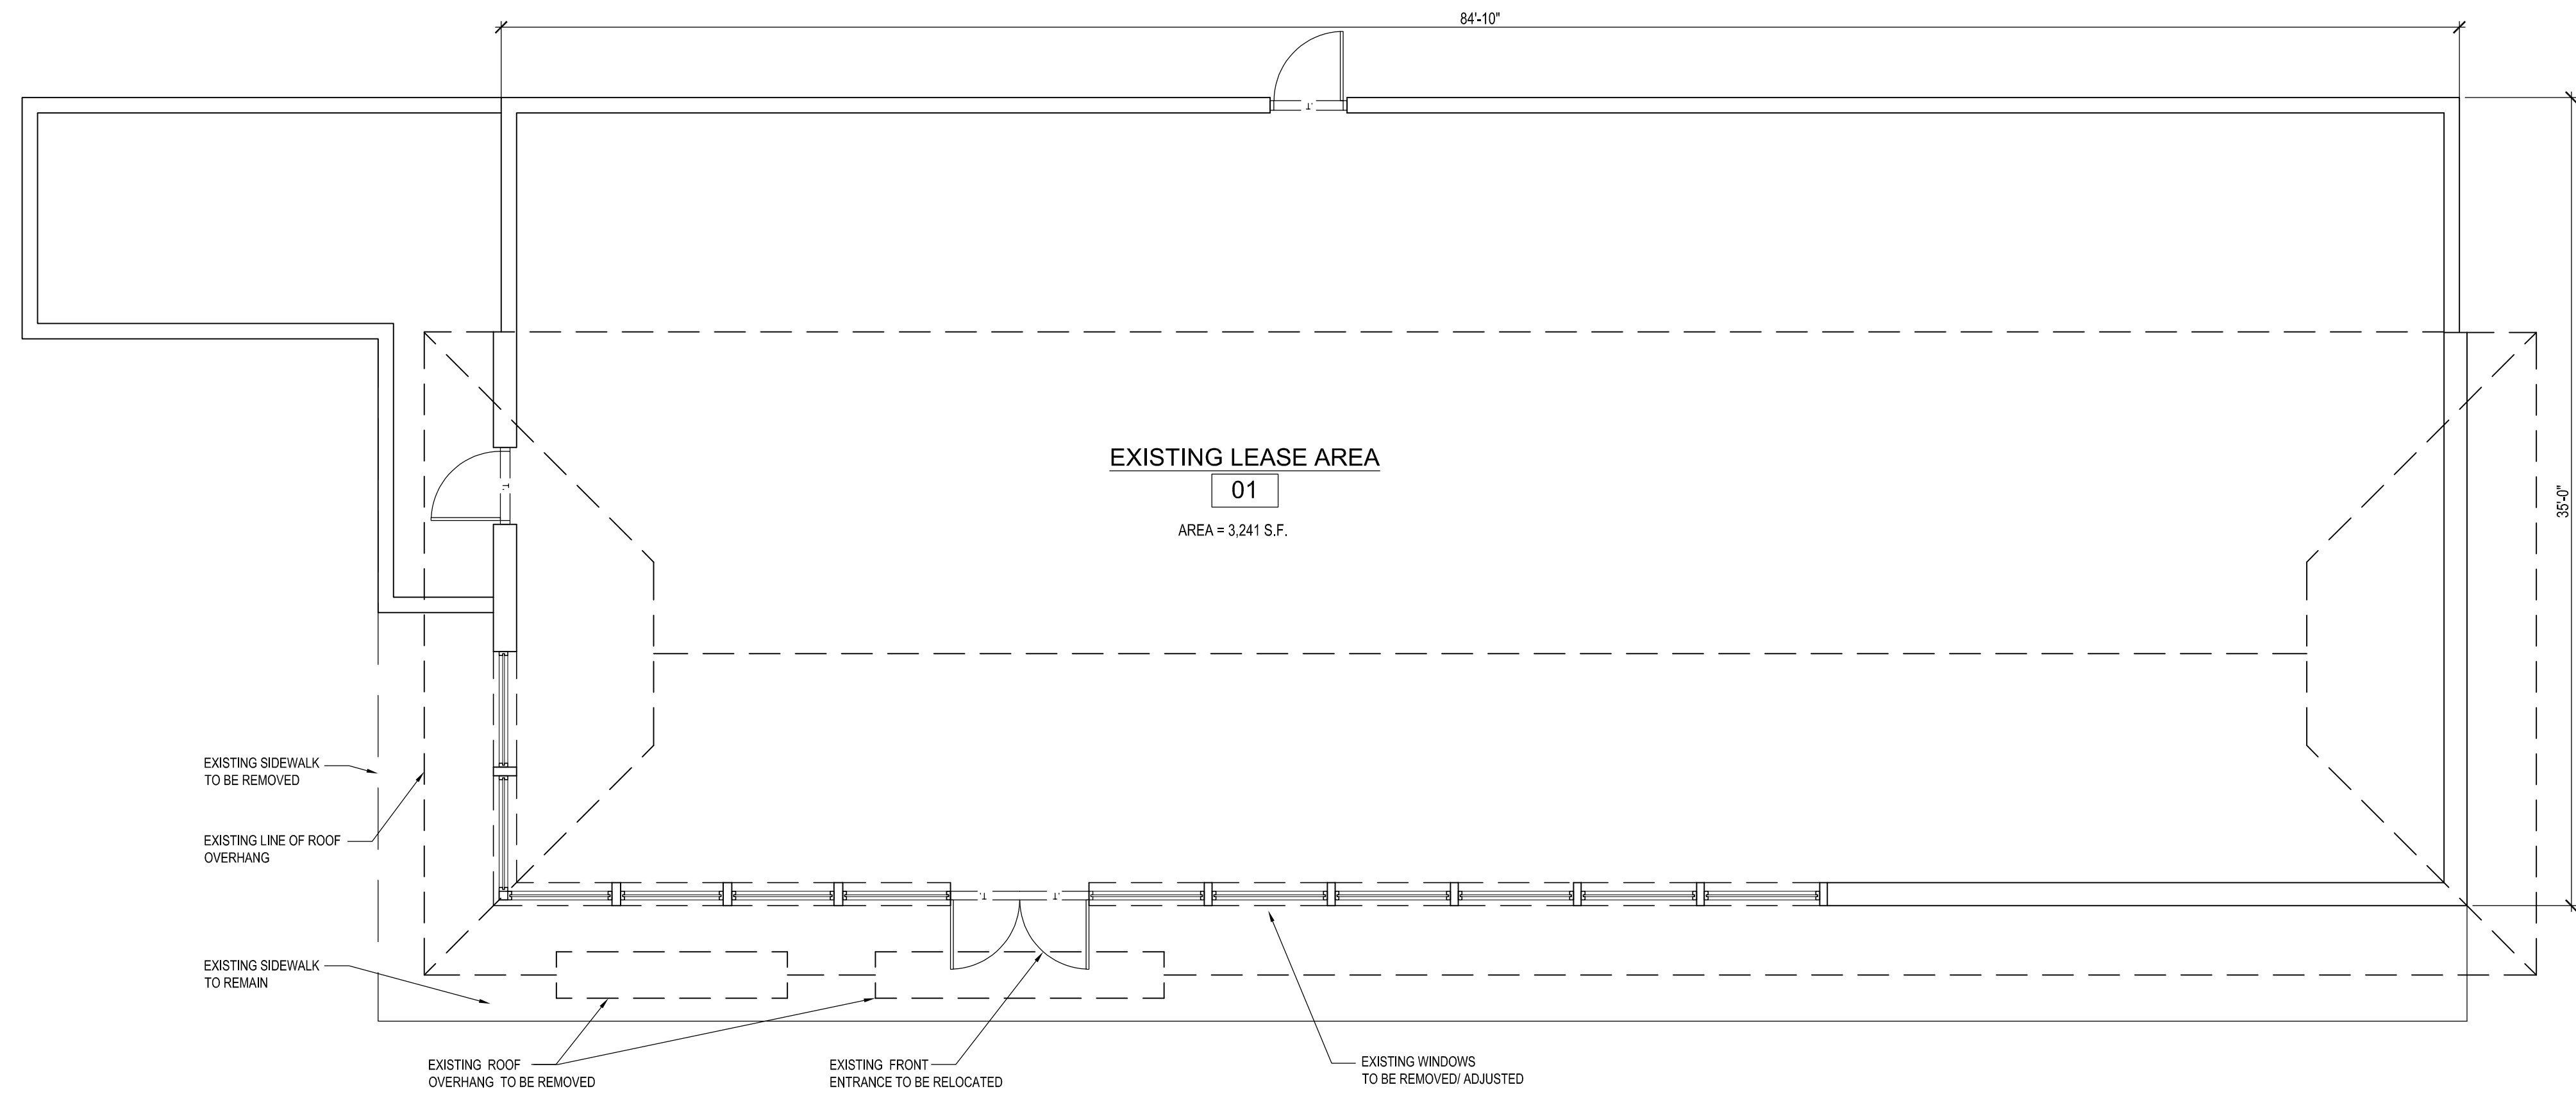 84'-10"
EXISTING LEASE AREA
01
AREA = 3,241 S.F.
35'-0"
EXISTING SIDEWALK
TO BE REMOVED
EXISTING LINE OF ROOF
OVERHANG
EXISTING SIDEWALK
TO REMAIN
EXISTING ROOF
OVERHANG TO BE REMOVED
EXISTING FRONT
ENTRANCE TO BE RELOCATED
EXISTING WINDOWS
TO BE REMOVED/ ADJUSTED